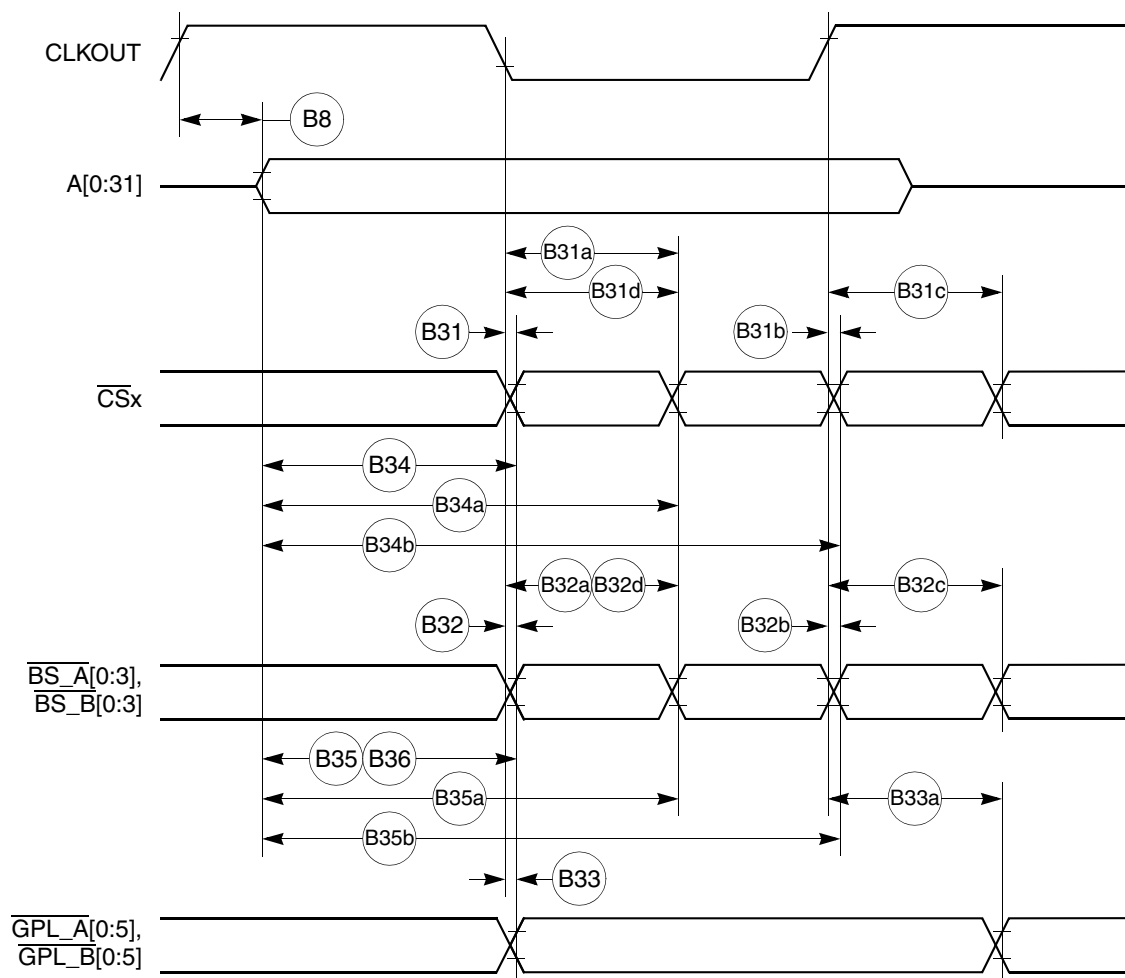 CLKOUT
B8
A[0:31]
B31a
B31d
B31c
B31
B31b
CSx
B34
B34a
B34b
B32a B32d
B32c
B32
B32b
BS_A[0:3],
BS_B[0:3]
B35 B36
B35a
B33a
B35b
B33
GPL_A[0:5],
GPL_B[0:5]